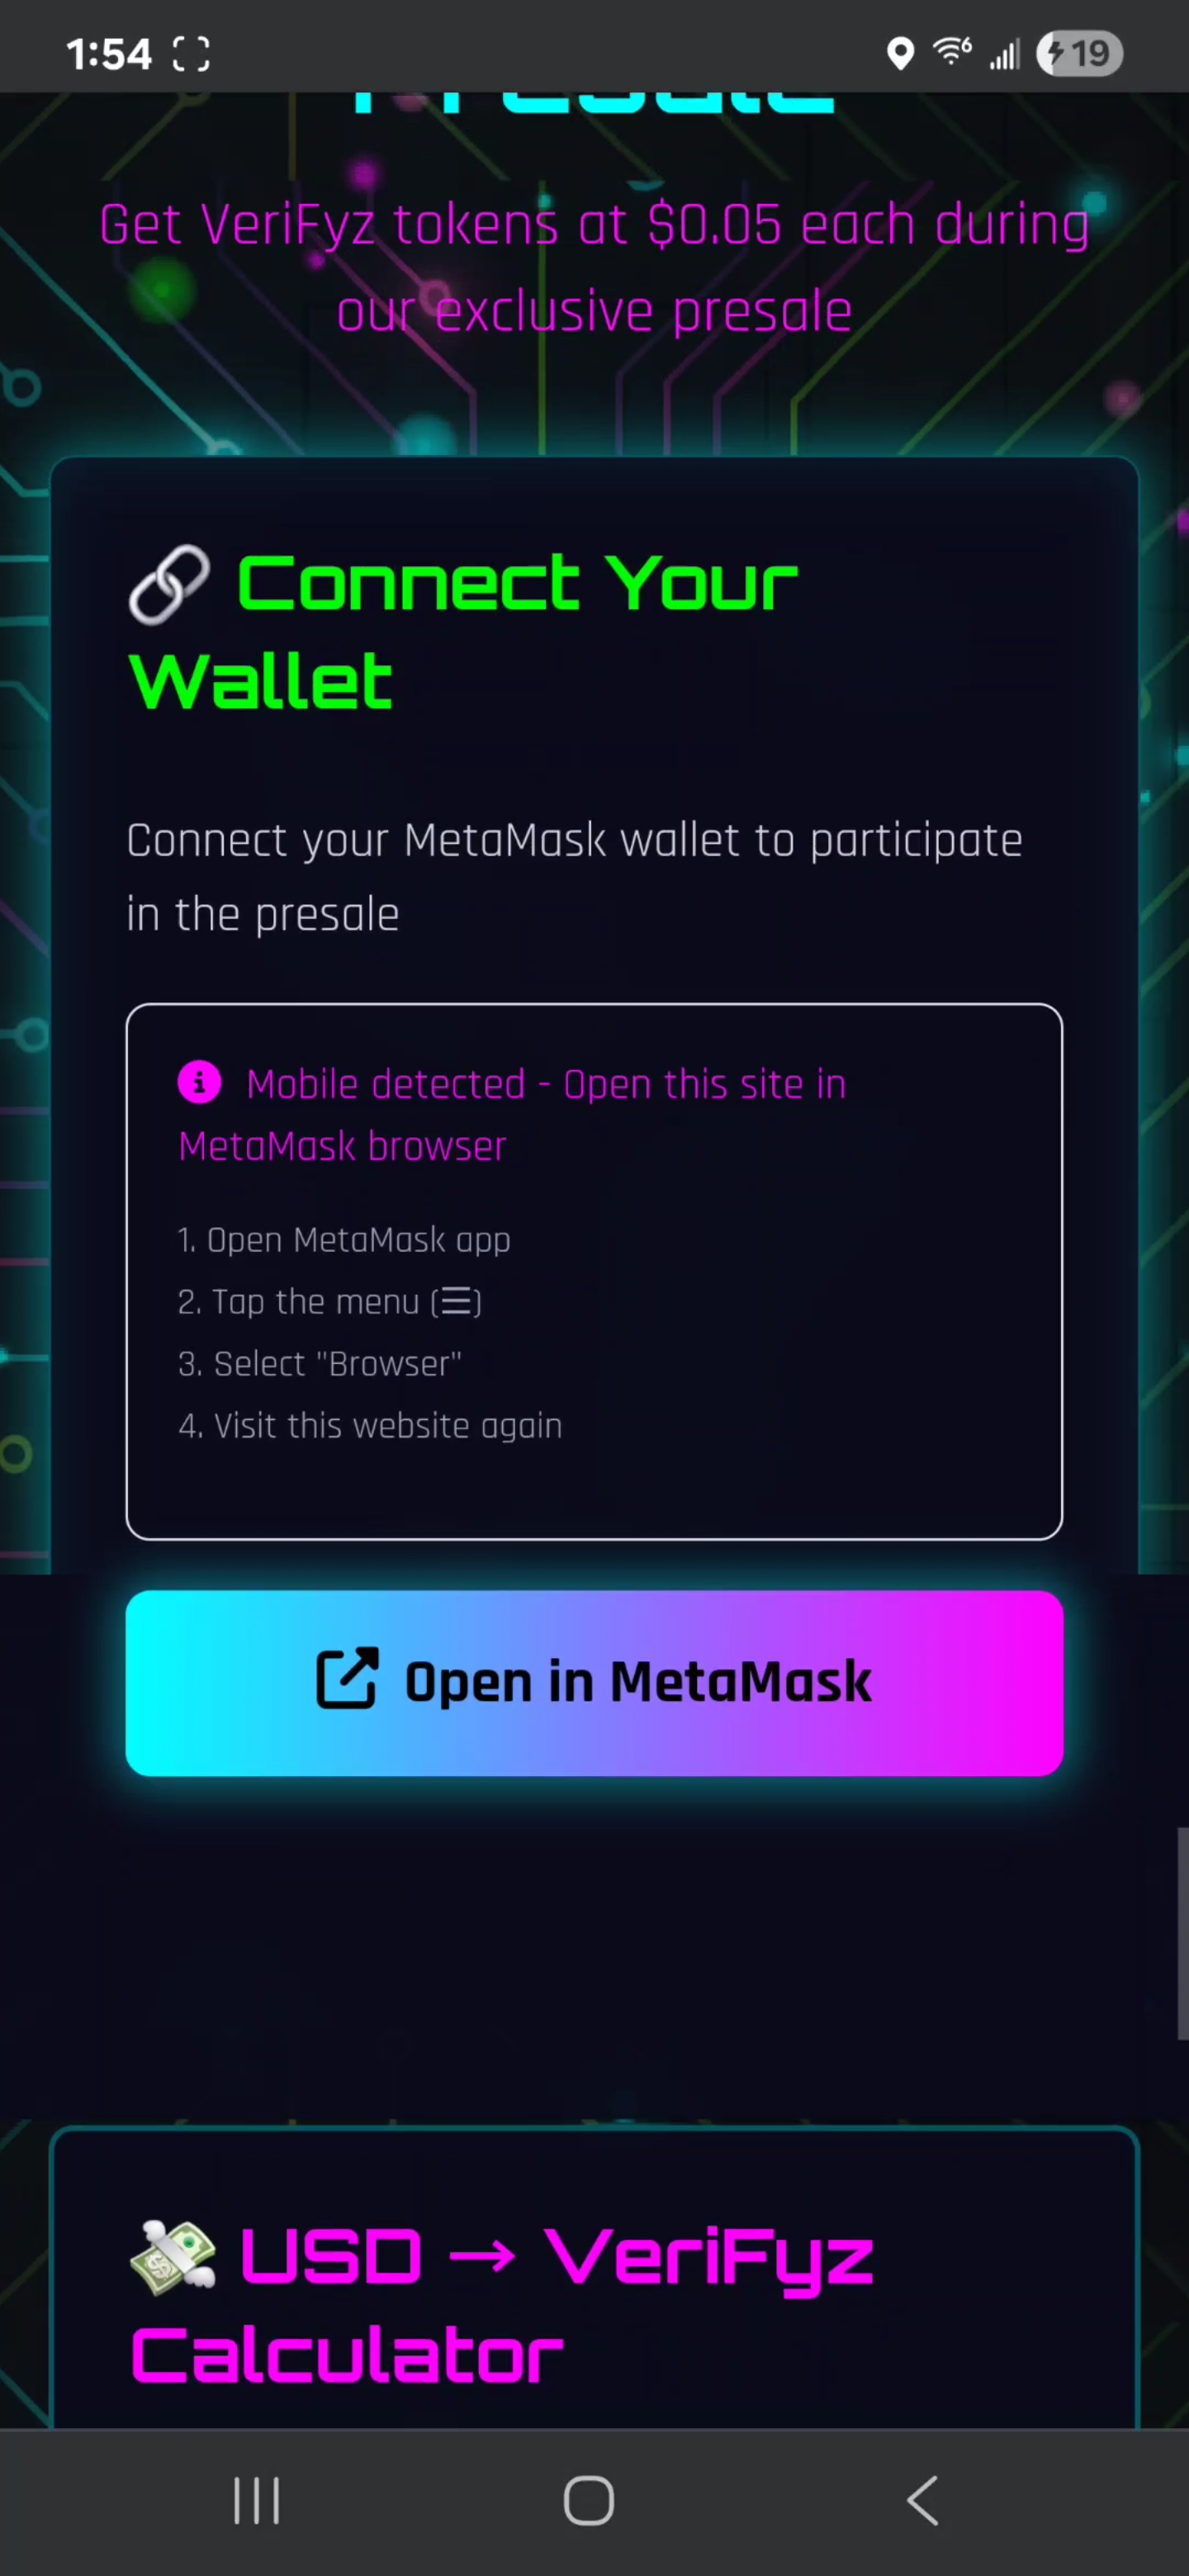 1:54
6
19
Presale
Get VeriFyz tokens at $0.05 each during
our exclusive presale
🔗 Connect Your
Wallet
Connect your MetaMask wallet to participate
in the presale
Mobile detected - Open this site in
MetaMask browser
1. Open MetaMask app
2. Tap the menu (☰)
3. Select "Browser"
4. Visit this website again
Open in MetaMask
💸 USD → VeriFyz
Calculator